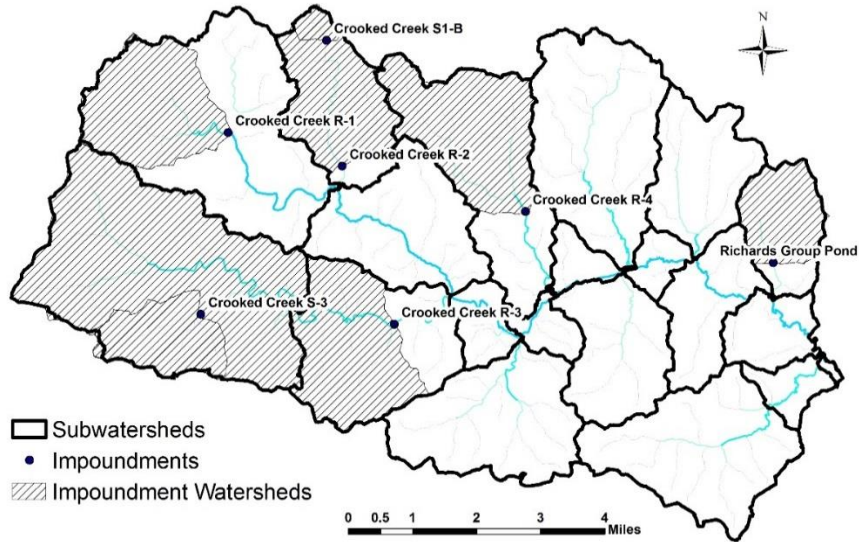 Crooked Creek S1-B
N
Crooked Creek R-1
Crooked Creek R-2
Crooked Creek R-4
Richards Group Pond
Crooked Creek S-3
Crooked Creek R-3
Subwatersheds
Impoundments
Impoundment Watersheds
0 0.5 1 2 3 4
Miles